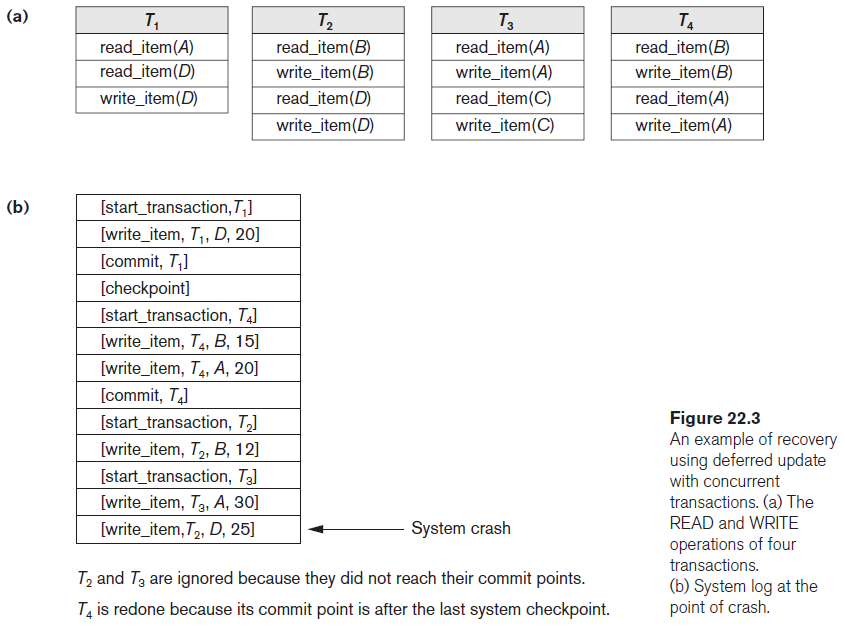 (a)
T1 T2 T3 T4
read_item(A) read_item(B) read_item(A) read_item(B)
read_item(D) write_item(B) write_item(A) write_item(B)
write_item(D) read_item(D) read_item(C) read_item(A)
write_item(D) write_item(C) write_item(A)
(b)
[start_transaction,T1]
[write_item, T1, D, 20]
[commit, T1]
[checkpoint]
[start_transaction, T4]
[write_item, T4, B, 15]
[write_item, T4, A, 20]
[commit, T4]
[start_transaction, T2]
[write_item, T2, B, 12]
[start_transaction, T3]
[write_item, T3, A, 30]
[write_item,T2, D, 25] System crash
T2 and T3 are ignored because they did not reach their commit points.
T4 is redone because its commit point is after the last system checkpoint.
Figure 22.3
An example of recovery
using deferred update
with concurrent
transactions. (a) The
READ and WRITE
operations of four
transactions.
(b) System log at the
point of crash.